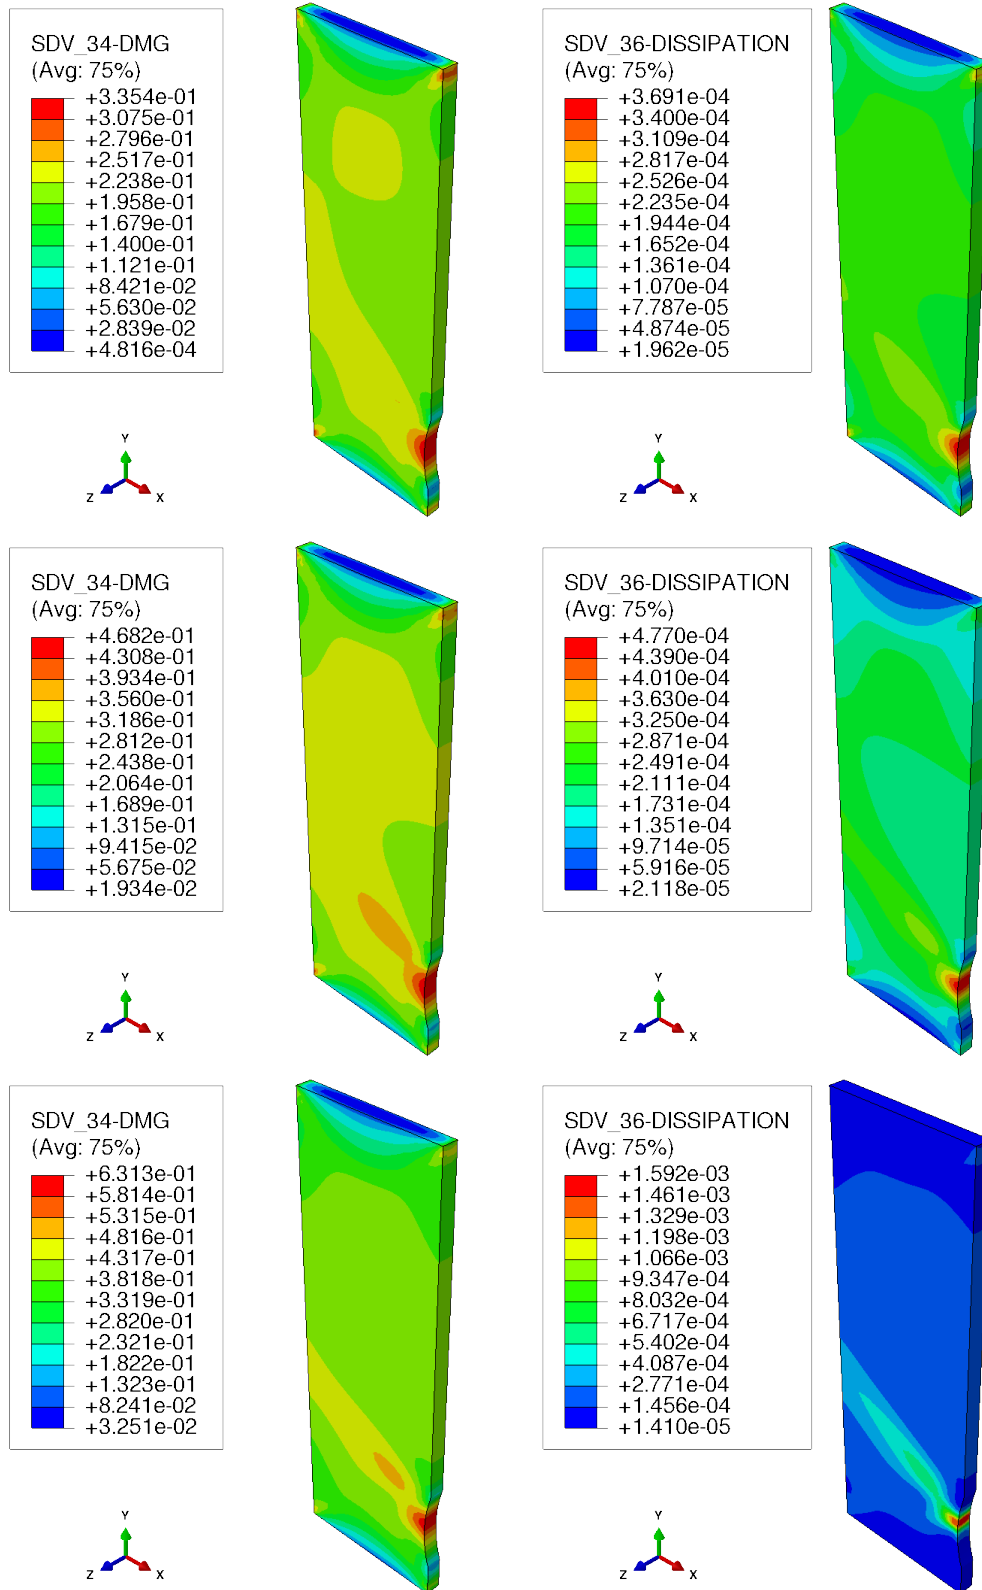 SDV_34-DMG
(Avg: 75%)
+3.354e-01
+3.075e-01
+2.796e-01
+2.517e-01
+2.238e-01
+1.958e-01
+1.679e-01
+1.400e-01
+1.121e-01
+8.421e-02
+5.630e-02
+2.839e-02
+4.816e-04
Y
Z
X
SDV_36-DISSIPATION
(Avg: 75%)
+3.691e-04
+3.400e-04
+3.109e-04
+2.817e-04
+2.526e-04
+2.235e-04
+1.944e-04
+1.652e-04
+1.361e-04
+1.070e-04
+7.787e-05
+4.874e-05
+1.962e-05
Y
Z
X
SDV_34-DMG
(Avg: 75%)
+4.682e-01
+4.308e-01
+3.934e-01
+3.560e-01
+3.186e-01
+2.812e-01
+2.438e-01
+2.064e-01
+1.689e-01
+1.315e-01
+9.415e-02
+5.675e-02
+1.934e-02
Y
Z
X
SDV_36-DISSIPATION
(Avg: 75%)
+4.770e-04
+4.390e-04
+4.010e-04
+3.630e-04
+3.250e-04
+2.871e-04
+2.491e-04
+2.111e-04
+1.731e-04
+1.351e-04
+9.714e-05
+5.916e-05
+2.118e-05
Y
Z
X
SDV_34-DMG
(Avg: 75%)
+6.313e-01
+5.814e-01
+5.315e-01
+4.816e-01
+4.317e-01
+3.818e-01
+3.319e-01
+2.820e-01
+2.321e-01
+1.822e-01
+1.323e-01
+8.241e-02
+3.251e-02
Y
Z
X
SDV_36-DISSIPATION
(Avg: 75%)
+1.592e-03
+1.461e-03
+1.329e-03
+1.198e-03
+1.066e-03
+9.347e-04
+8.032e-04
+6.717e-04
+5.402e-04
+4.087e-04
+2.771e-04
+1.456e-04
+1.410e-05
Y
Z
X